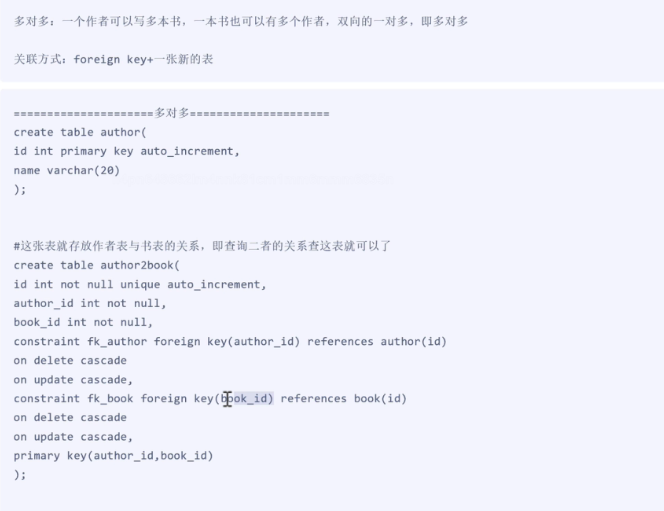 多对多：一个作者可以写多本书，一本书也可以有多个作者，双向的一对多，即多对多
关联方式：foreign key+一张新的表
=====================多对多=====================
create table author(
id int primary key auto_increment,
name varchar(20)
);
#这张表就存放作者表与书表的关系，即查询二者的关系查这表就可以了
create table author2book(
id int not null unique auto_increment,
author_id int not null,
book_id int not null,
constraint fk_author foreign key(author_id) references author(id)
on delete cascade
on update cascade,
constraint fk_book foreign key(book_id) references book(id)
on delete cascade
on update cascade,
primary key(author_id,book_id)
);